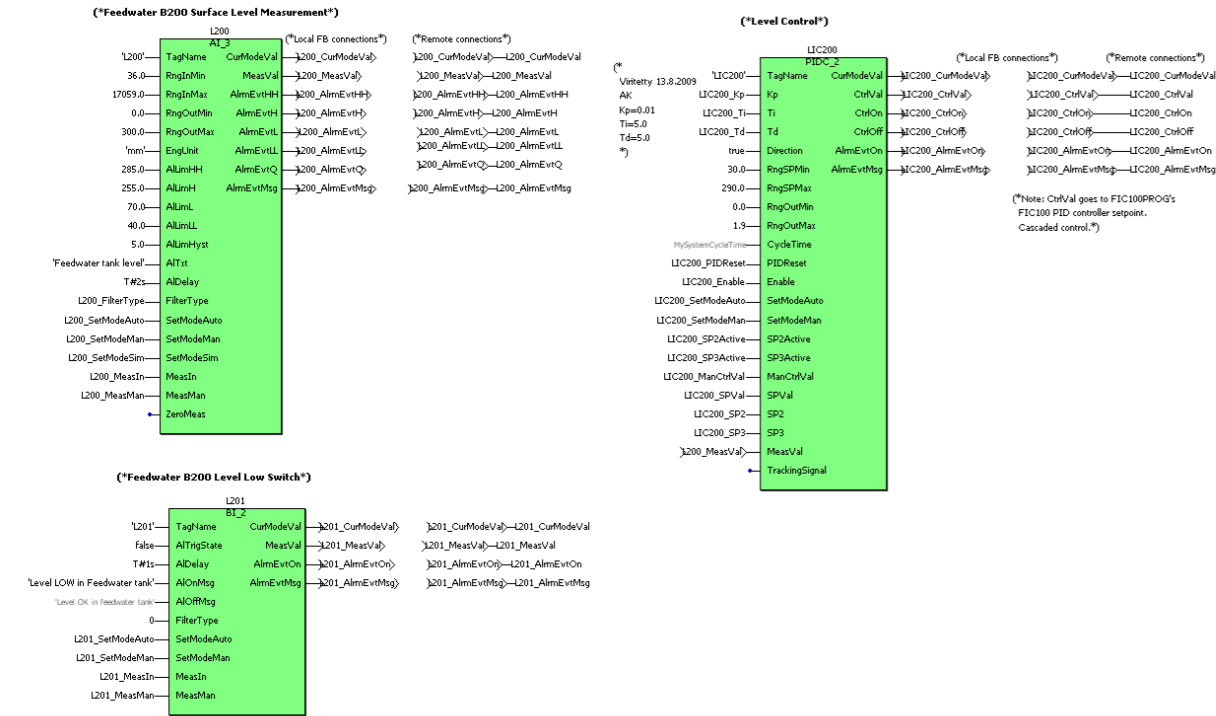 (*Feedwater B200 Surface Level Measurement*)
L200
AI_3
(*Local FB connections*) (*Remote connections*)
'L200' TagName CurModeVal L200_CurModeVal L200_CurModeVal L200_CurModeVal
36.0 RngInMin MeasVal L200_MeasVal L200_MeasVal L200_MeasVal
17059.0 RngInMax AlrmEvtHH L200_AlrmEvtHH L200_AlrmEvtHH L200_AlrmEvtHH
0.0 RngOutMin AlrmEvtH L200_AlrmEvtH L200_AlrmEvtH L200_AlrmEvtH
300.0 RngOutMax AlrmEvtL L200_AlrmEvtL L200_AlrmEvtL L200_AlrmEvtL
'mm' EngUnit AlrmEvtLL L200_AlrmEvtLL L200_AlrmEvtLL L200_AlrmEvtLL
285.0 AlLimHH AlrmEvtQ L200_AlrmEvtQ L200_AlrmEvtQ L200_AlrmEvtQ
255.0 AlLimH AlrmEvtMsg L200_AlrmEvtMsg L200_AlrmEvtMsg L200_AlrmEvtMsg
70.0 AlLimL
40.0 AlLimLL
5.0 AlLimHyst
'Feedwater tank level' AlTxt
T#2s AlDelay
L200_FilterType FilterType
L200_SetModeAuto SetModeAuto
L200_SetModeMan SetModeMan
L200_SetModeSim SetModeSim
L200_MeasIn MeasIn
L200_MeasMan MeasMan
ZeroMeas
(*Feedwater B200 Level Low Switch*)
L201
BI_2
'L201' TagName CurModeVal L201_CurModeVal L201_CurModeVal L201_CurModeVal
false AlTrigState MeasVal L201_MeasVal L201_MeasVal L201_MeasVal
T#1s AlDelay AlrmEvtOn L201_AlrmEvtOn L201_AlrmEvtOn L201_AlrmEvtOn
'Level LOW in Feedwater tank' AlOnMsg AlrmEvtMsg L201_AlrmEvtMsg L201_AlrmEvtMsg L201_AlrmEvtMsg
'Level OK in feedwater tank' AlOffMsg
0 FilterType
L201_SetModeAuto SetModeAuto
L201_SetModeMan SetModeMan
L201_MeasIn MeasIn
L201_MeasMan MeasMan
(*Level Control*)
LIC200
PIDC_2
(*Local FB connections*) (*Remote connections*)
(*
Viritetty 13.8.2009
AK
Kp=0.01
Ti=5.0
Td=5.0
*)
'LIC200' TagName CurModeVal LIC200_CurModeVal LIC200_CurModeVal LIC200_CurModeVal
LIC200_Kp Kp CtrlVal LIC200_CtrlVal LIC200_CtrlVal LIC200_CtrlVal
LIC200_Ti Ti CtrlOn LIC200_CtrlOn LIC200_CtrlOn LIC200_CtrlOn
LIC200_Td Td CtrlOff LIC200_CtrlOff LIC200_CtrlOff LIC200_CtrlOff
true Direction AlrmEvtOn LIC200_AlrmEvtOn LIC200_AlrmEvtOn LIC200_AlrmEvtOn
30.0 RngSPMin AlrmEvtMsg LIC200_AlrmEvtMsg LIC200_AlrmEvtMsg LIC200_AlrmEvtMsg
290.0 RngSPMax
0.0 RngOutMin
1.9 RngOutMax
MySystemCycleTime CycleTime
LIC200_PIDReset PIDReset
LIC200_Enable Enable
LIC200_SetModeAuto SetModeAuto
LIC200_SetModeMan SetModeMan
LIC200_SP2Active SP2Active
LIC200_SP3Active SP3Active
LIC200_ManCtrlVal ManCtrlVal
LIC200_SPVal SPVal
LIC200_SP2 SP2
LIC200_SP3 SP3
L200_MeasVal MeasVal
TrackingSignal
(*Note: CtrlVal goes to FIC100PROG's
FIC100 PID controller setpoint.
Cascaded control.*)